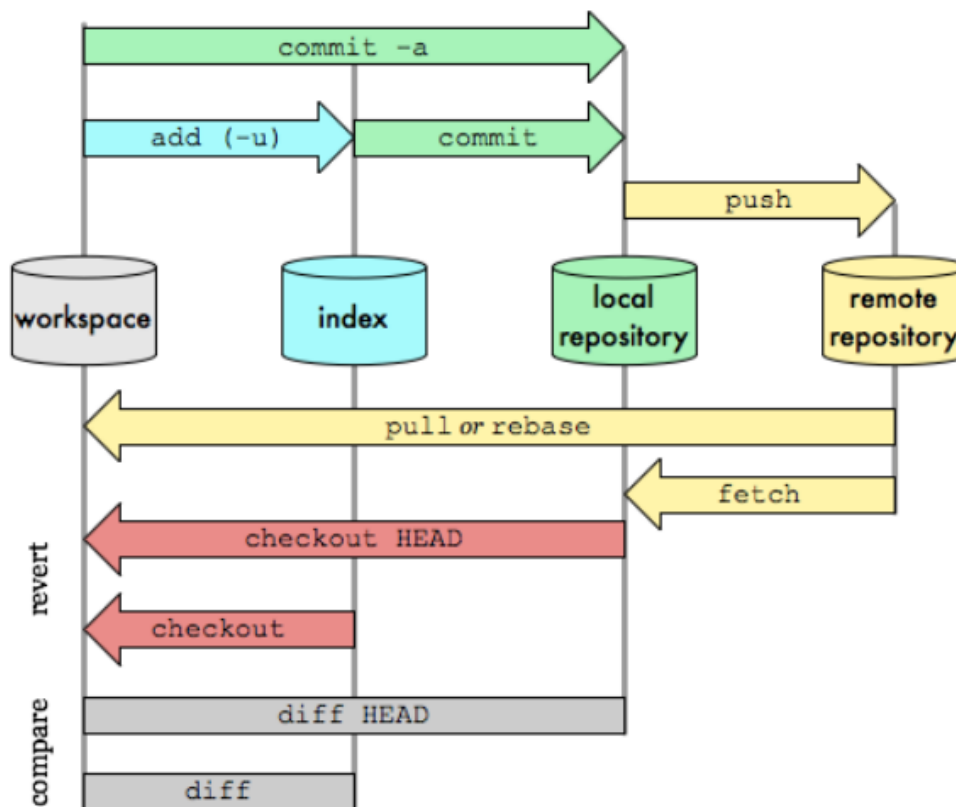 commit -a
add (-u)
commit
push
workspace
index
local
repository
remote
repository
pull or rebase
fetch
revert
checkout HEAD
checkout
compare
diff HEAD
diff